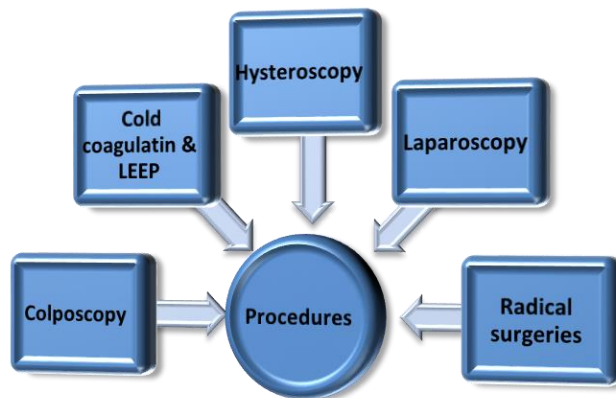 Hysteroscopy
Cold
coagulatin &
LEEP
Laparoscopy
Colposcopy
Procedures
Radical
surgeries